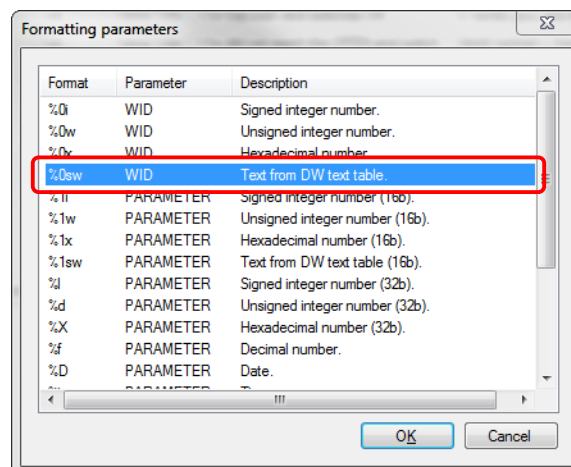 Formatting parameters
Format Parameter Description
%0i WID Signed integer number.
%0w WID Unsigned integer number.
%0x WID Hexadecimal number.
%0sw WID Text from DW text table.
%1i PARAMETER Signed integer number (16b).
%1w PARAMETER Unsigned integer number (16b).
%1x PARAMETER Hexadecimal number (16b).
%1sw PARAMETER Text from DW text table (16b).
%l PARAMETER Signed integer number (32b).
%d PARAMETER Unsigned integer number (32b).
%X PARAMETER Hexadecimal number (32b).
%f PARAMETER Decimal number.
%D PARAMETER Date.
OK Cancel